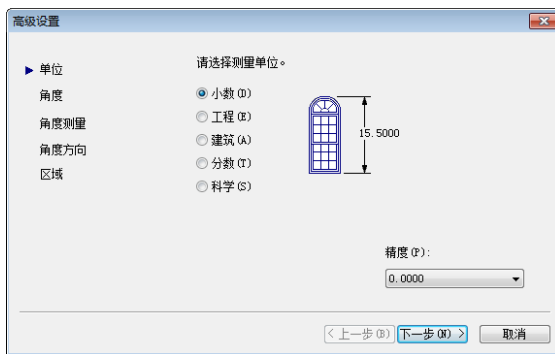 高级设置
单位
角度
角度测量
角度方向
区域
请选择测量单位。
小数(D)
工程(E)
建筑(A)
分数(T)
科学(S)
15.5000
精度(P):
0.0000
< 上一步(B)
下一步(N) >
取消